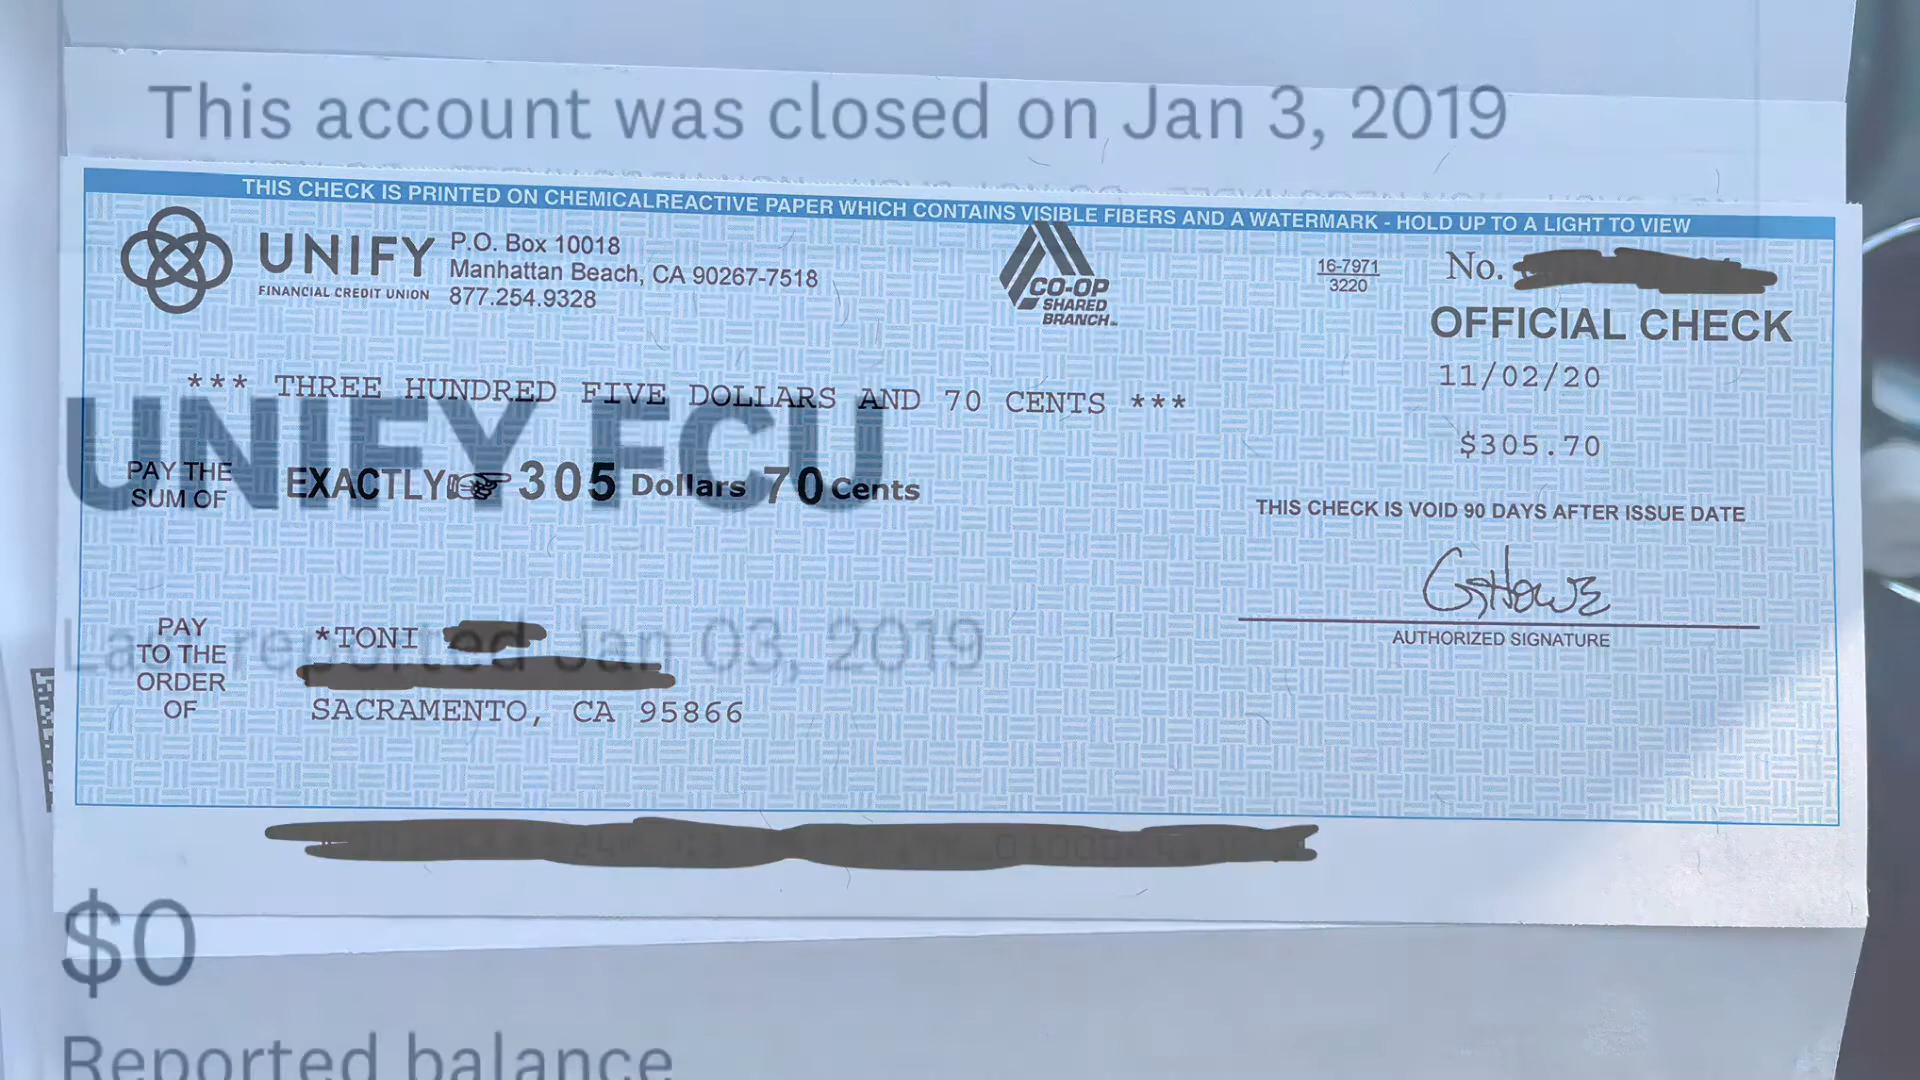 This account was closed on Jan 3, 2019
THIS CHECK IS PRINTED ON CHEMICALREACTIVE PAPER WHICH CONTAINS VISIBLE FIBERS AND A WATERMARK - HOLD UP TO A LIGHT TO VIEW
UNIFY
FINANCIAL CREDIT UNION
P.O. Box 10018
Manhattan Beach, CA 90267-7518
877.254.9328
CO-OP
SHARED
BRANCH
16-7971
3220
No.
OFFICIAL CHECK
11/02/20
*** THREE HUNDRED FIVE DOLLARS AND 70 CENTS ***
$305.70
UNIFY FCU
PAY THE
SUM OF
EXACTLY 305 Dollars 70 Cents
THIS CHECK IS VOID 90 DAYS AFTER ISSUE DATE
GHowe
AUTHORIZED SIGNATURE
PAY
TO THE
ORDER
OF
*TONI
SACRAMENTO, CA 95866
Last reported Jan 03, 2019
$0
Reported balance